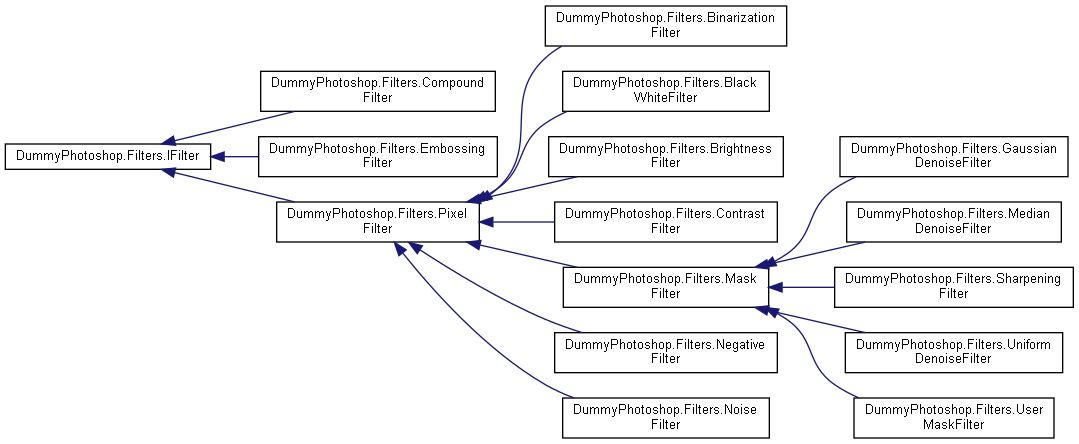 DummyPhotoshop.Filters.IFilter
DummyPhotoshop.Filters.Compound
Filter
DummyPhotoshop.Filters.Embossing
Filter
DummyPhotoshop.Filters.Pixel
Filter
DummyPhotoshop.Filters.Binarization
Filter
DummyPhotoshop.Filters.Black
WhiteFilter
DummyPhotoshop.Filters.Brightness
Filter
DummyPhotoshop.Filters.Contrast
Filter
DummyPhotoshop.Filters.Mask
Filter
DummyPhotoshop.Filters.Negative
Filter
DummyPhotoshop.Filters.Noise
Filter
DummyPhotoshop.Filters.Gaussian
DenoiseFilter
DummyPhotoshop.Filters.Median
DenoiseFilter
DummyPhotoshop.Filters.Sharpening
Filter
DummyPhotoshop.Filters.Uniform
DenoiseFilter
DummyPhotoshop.Filters.User
MaskFilter